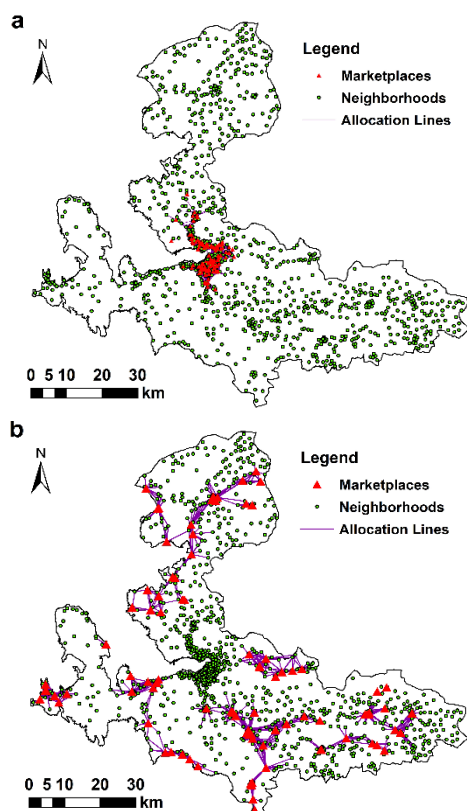 a
N
Legend
Marketplaces
Neighborhoods
Allocation Lines
0 5 10 20 30
km
b
N
Legend
Marketplaces
Neighborhoods
Allocation Lines
0 5 10 20 30
km